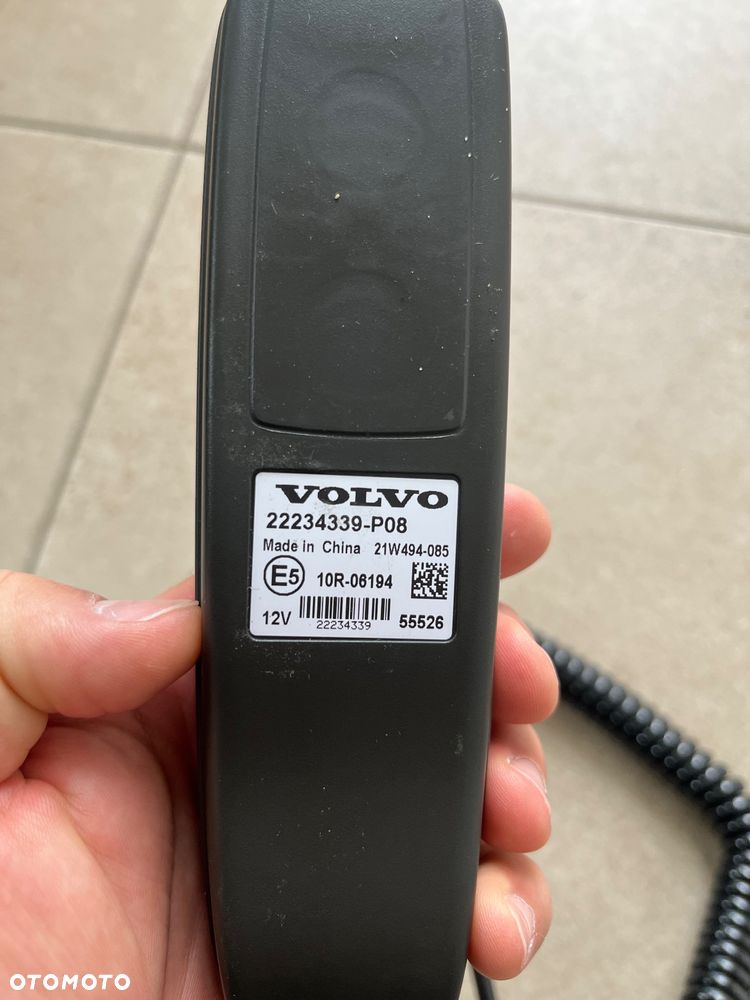 VOLVO
22234339-P08
Made in China 21W494-085
E5 10R-06194
12V 22234339 55526
OTOMOTO